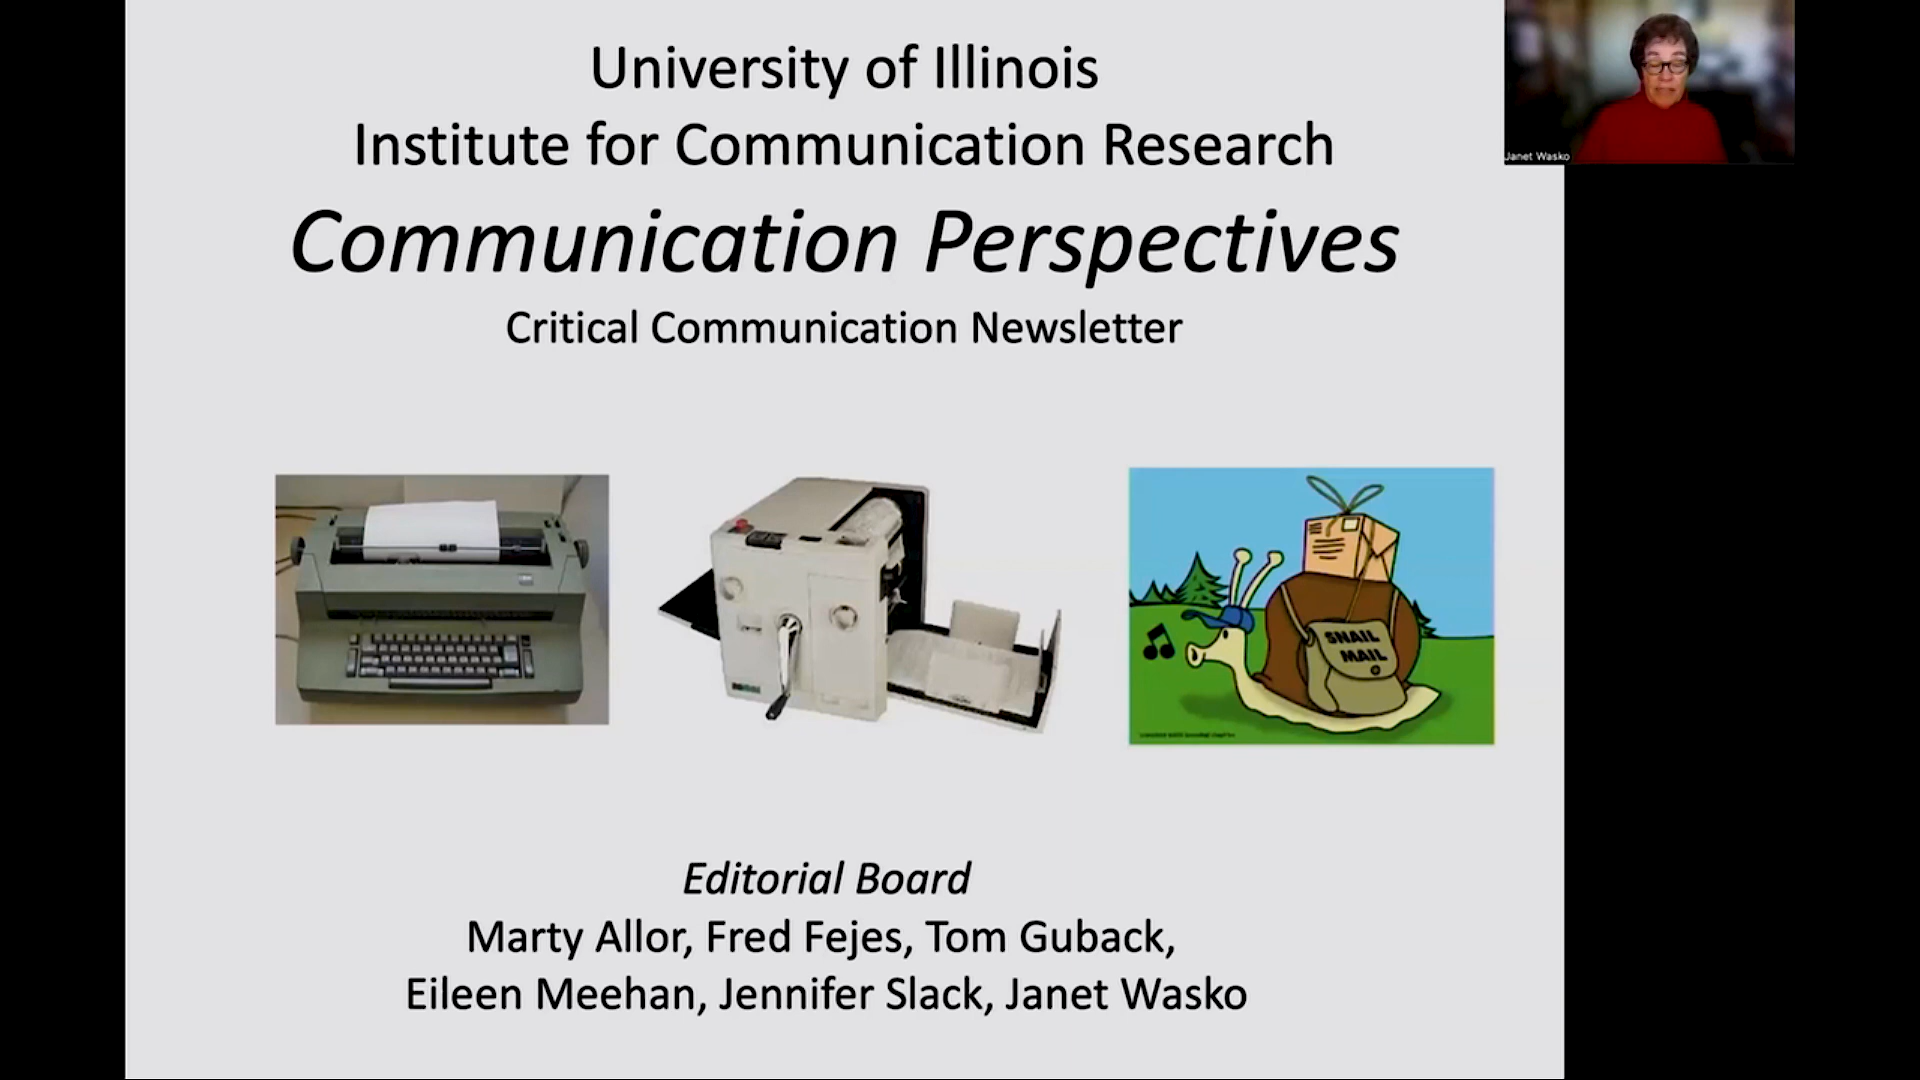 University of Illinois
Institute for Communication Research
Communication Perspectives
Critical Communication Newsletter
Janet Wasko
SNAIL
MAIL
Editorial Board
Marty Allor, Fred Fejes, Tom Guback,
Eileen Meehan, Jennifer Slack, Janet Wasko